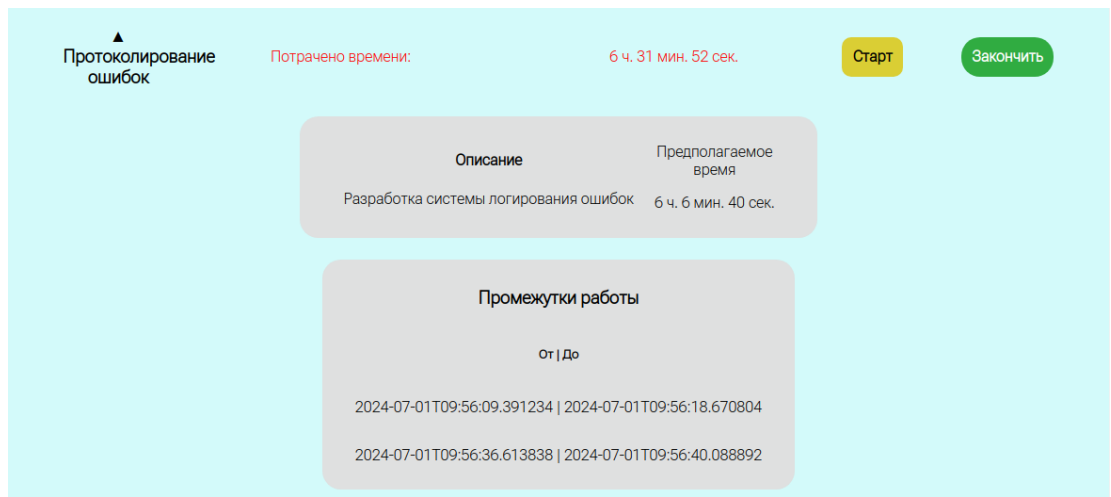 ▲
Протоколирование
ошибок
Потрачено времени:
6 ч. 31 мин. 52 сек.
Старт
Закончить
Описание
Предполагаемое
время
Разработка системы логирования ошибок
6 ч. 6 мин. 40 сек.
Промежутки работы
От | До
2024-07-01T09:56:09.391234 | 2024-07-01T09:56:18.670804
2024-07-01T09:56:36.613838 | 2024-07-01T09:56:40.088892